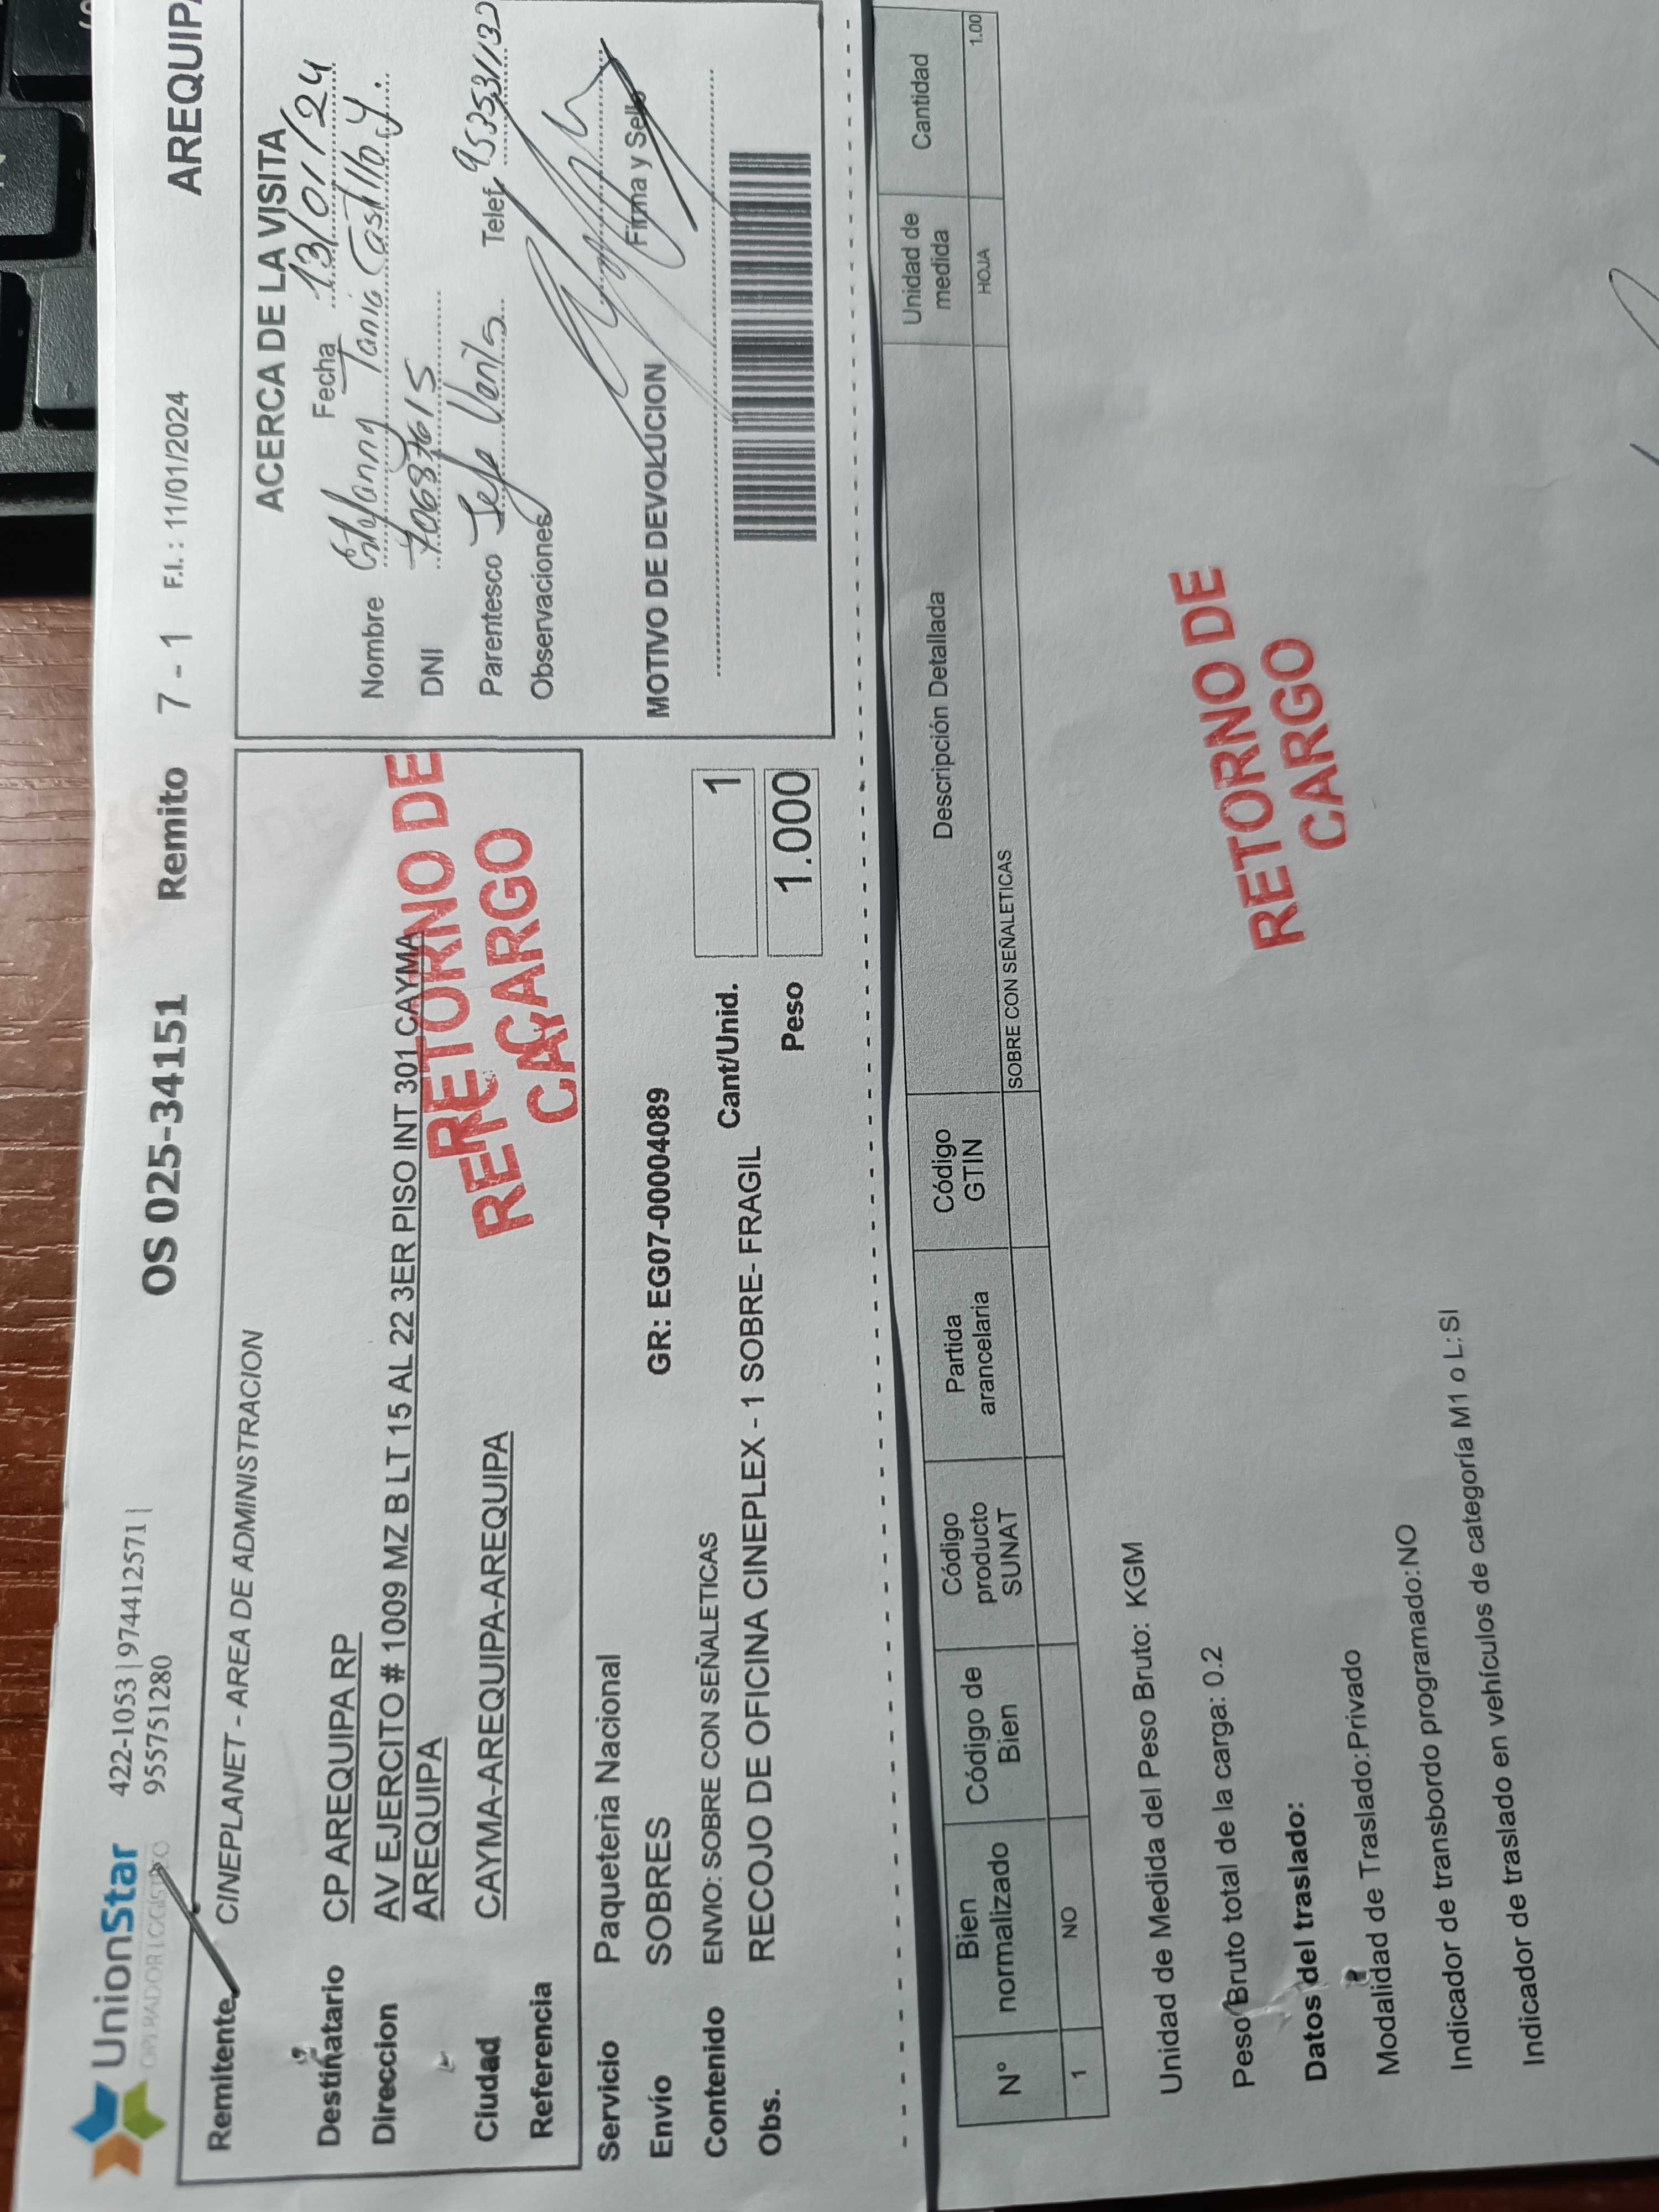 UnionStar
OPERADOR LOGÍSTICO
422-1053 | 974412571 |
955751280
OS 025-34151 Remito 7 - 1 F.I. : 11/01/2024 AREQUIPA
Remitente CINEPLANET - AREA DE ADMINISTRACION
Destinatario CP AREQUIPA RP
Direccion AV EJERCITO # 1009 MZ B LT 15 AL 22 3ER PISO INT 301 CAYMA
AREQUIPA
Ciudad CAYMA-AREQUIPA-AREQUIPA
Referencia
RETORNO DE
CARGO
Servicio Paqueteria Nacional
Envío SOBRES GR: EG07-00004089
Contenido ENVIO: SOBRE CON SEÑALETICAS
Obs. RECOJO DE OFICINA CINEPLEX - 1 SOBRE- FRAGIL
Cant/Unid. 1
Peso 1.000
ACERCA DE LA VISITA
Fecha 13/01/24
Nombre Estefanny Tania Castillo Y.
DNI 70687615
Parentesco Jefe Venta Telef.
Observaciones
Firma y Sello
MOTIVO DE DEVOLUCION
N° Bien normalizado Código de Bien Código producto SUNAT Partida arancelaria Código GTIN Descripción Detallada Unidad de medida Cantidad
1 NO SOBRE CON SEÑALETICAS HOJA 1.00
Unidad de Medida del Peso Bruto: KGM
Peso Bruto total de la carga: 0.2
Datos del traslado:
Modalidad de Traslado:Privado
Indicador de transbordo programado:NO
Indicador de traslado en vehículos de categoría M1 o L:SI
RETORNO DE
CARGO